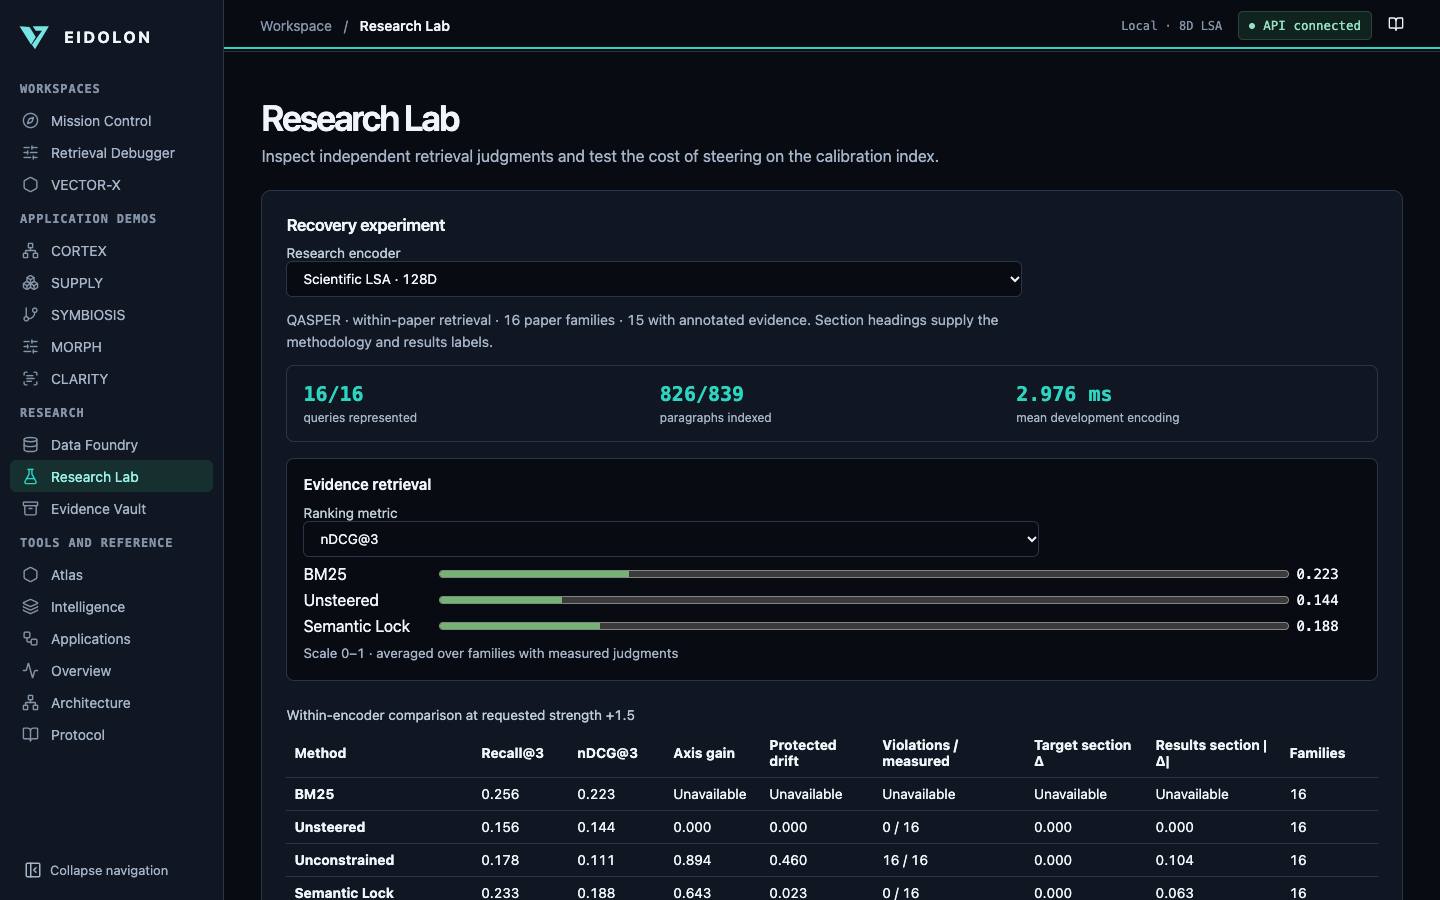 EIDOLON
Workspace / Research Lab
Local · 8D LSA
API connected
WORKSPACES
Mission Control
Retrieval Debugger
VECTOR-X
APPLICATION DEMOS
CORTEX
SUPPLY
SYMBIOSIS
MORPH
CLARITY
RESEARCH
Data Foundry
Research Lab
Evidence Vault
TOOLS AND REFERENCE
Atlas
Intelligence
Applications
Overview
Architecture
Protocol
Collapse navigation
Research Lab
Inspect independent retrieval judgments and test the cost of steering on the calibration index.
Recovery experiment
Research encoder
Scientific LSA · 128D
QASPER · within-paper retrieval · 16 paper families · 15 with annotated evidence. Section headings supply the
methodology and results labels.
16/16 826/839 2.976 ms
queries represented paragraphs indexed mean development encoding
Evidence retrieval
Ranking metric
nDCG@3
BM25 0.223
Unsteered 0.144
Semantic Lock 0.188
Scale 0–1 · averaged over families with measured judgments
Within-encoder comparison at requested strength +1.5
Method Recall@3 nDCG@3 Axis gain Protected drift Violations / measured Target section Δ Results section |Δ| Families
BM25 0.256 0.223 Unavailable Unavailable Unavailable Unavailable Unavailable 16
Unsteered 0.156 0.144 0.000 0.000 0 / 16 0.000 0.000 16
Unconstrained 0.178 0.111 0.894 0.460 16 / 16 0.000 0.104 16
Semantic Lock 0.233 0.188 0.643 0.023 0 / 16 0.000 0.063 16